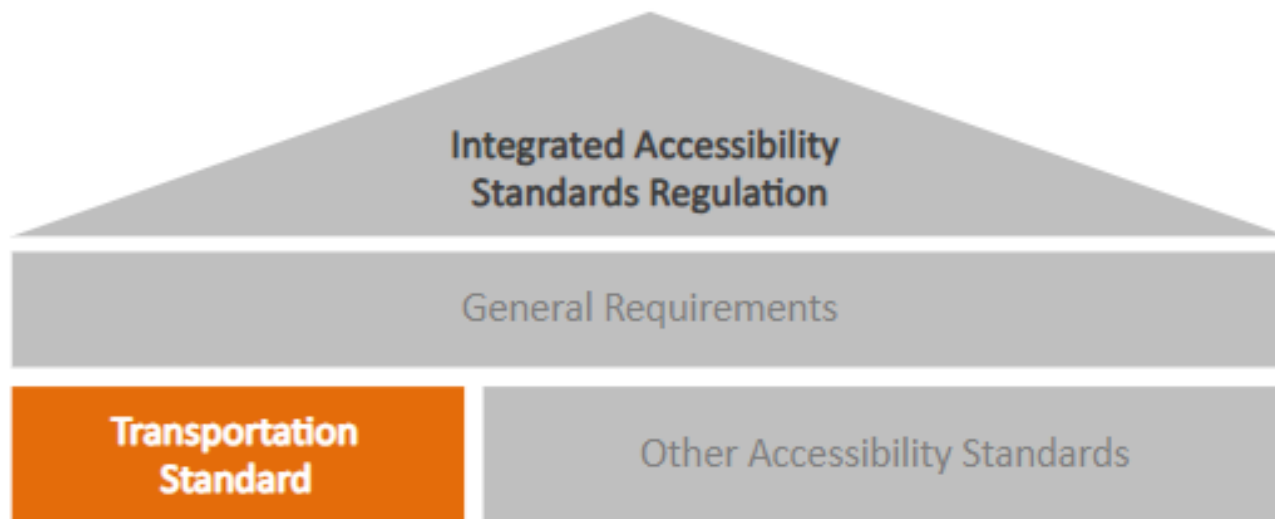 Integrated Accessibility
Standards Regulation
General Requirements
Transportation
Standard
Other Accessibility Standards